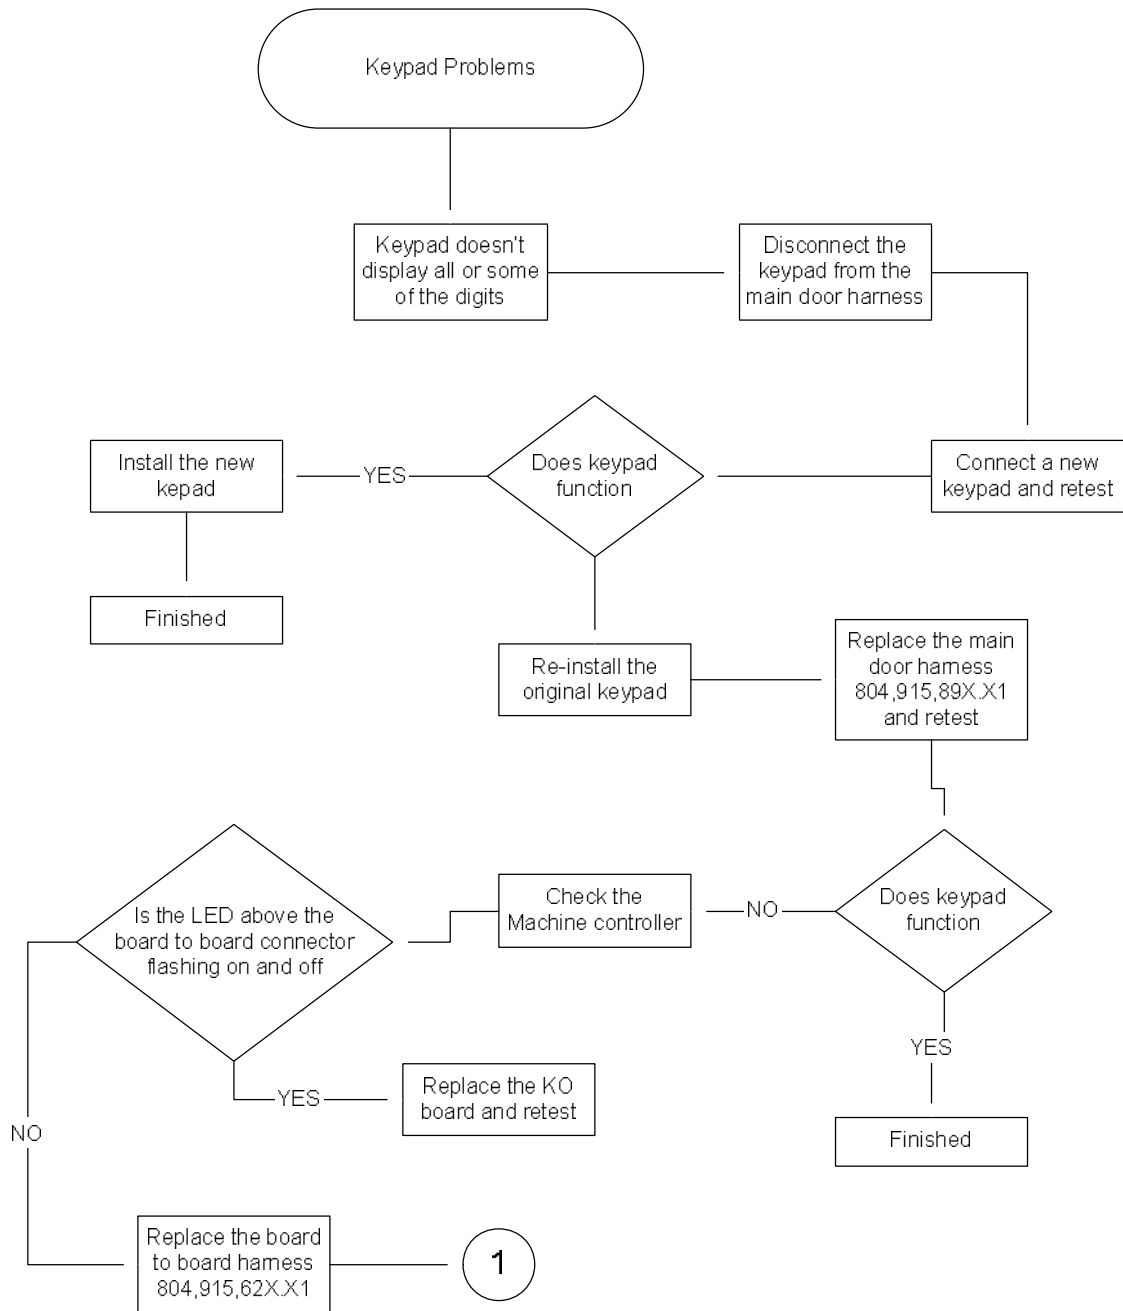 Keypad Problems
Keypad doesn't
display all or some
of the digits
Disconnect the
keypad from the
main door harness
Install the new
kepad
YES
Does keypad
function
Connect a new
keypad and retest
Finished
Re-install the
original keypad
Replace the main
door harness
804,915,89X.X1
and retest
Is the LED above the
board to board connector
flashing on and off
Check the
Machine controller
NO
Does keypad
function
YES
Replace the KO
board and retest
YES
Finished
NO
Replace the board
to board harness
804,915,62X.X1
1